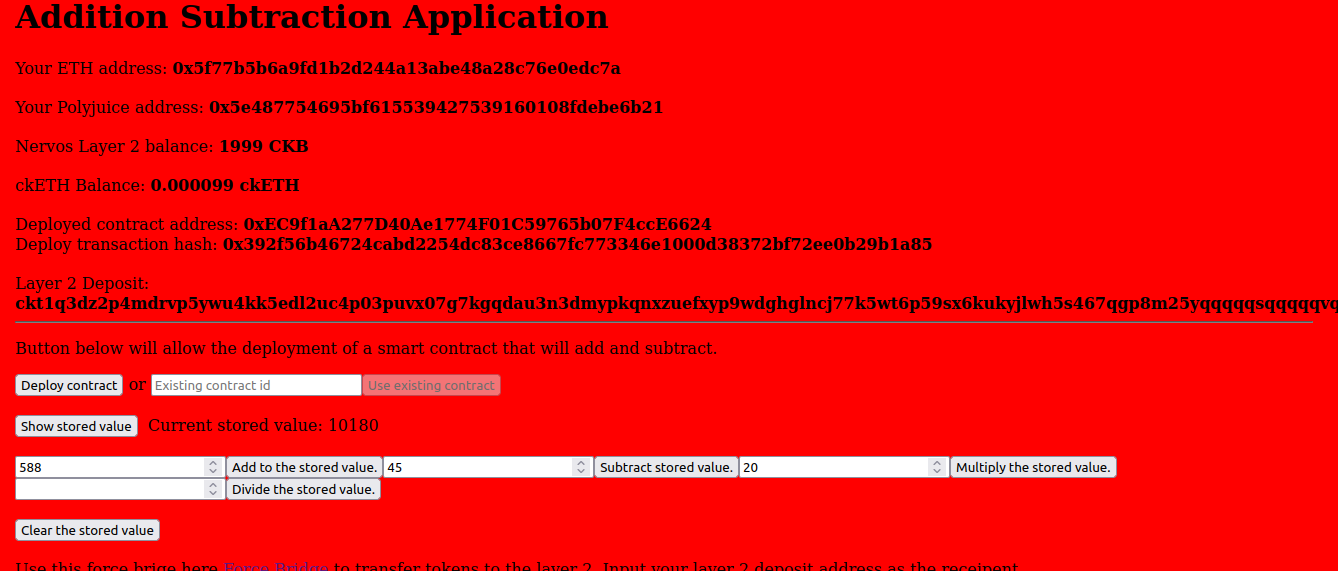 Addition Subtraction Application
Your ETH address: 0x5f77b5b6a9fd1b2d244a13abe48a28c76e0edc7a
Your Polyjuice address: 0x5e487754695bf615539427539160108fdebe6b21
Nervos Layer 2 balance: 1999 CKB
ckETH Balance: 0.000099 ckETH
Deployed contract address: 0xEC9f1aA277D40Ae1774F01C59765b07F4ccE6624
Deploy transaction hash: 0x392f56b46724cabd2254dc83ce8667fc773346e1000d38372bf72ee0b29b1a85
Layer 2 Deposit:
ckt1q3dz2p4mdrvp5ywu4kk5edl2uc4p03puvx07g7kgqdau3n3dmypkqnxzuefxyp9wdghglncj77k5wt6p59sx6kukyjlwh5s467qgp8m25yqqqqqsqqqqqvq
Button below will allow the deployment of a smart contract that will add and subtract.
Deploy contract or Existing contract id Use existing contract
Show stored value Current stored value: 10180
588 Add to the stored value. 45 Subtract stored value. 20 Multiply the stored value.
Divide the stored value.
Clear the stored value
Use this force brige here Force Bridge to transfer tokens to the layer 2. Input your layer 2 deposit address as the receipent